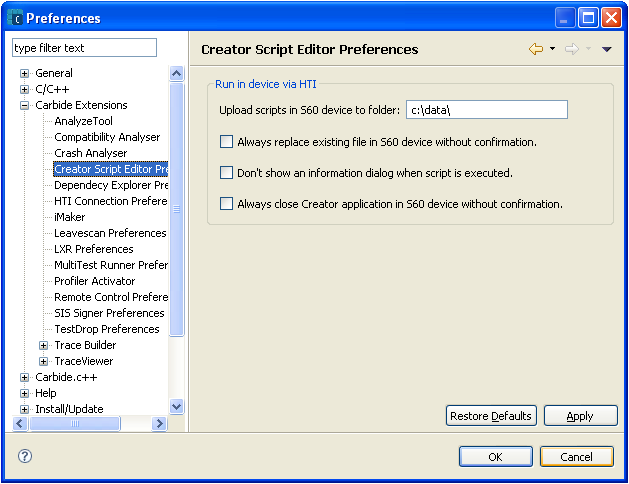 Preferences
type filter text
General
C/C++
Carbide Extensions
AnalyzeTool
Compatibility Analyser
Crash Analyser
Creator Script Editor Pre
Dependecy Explorer Pre
HTI Connection Prefere
iMaker
Leavescan Preferences
LXR Preferences
MultiTest Runner Prefer
Profiler Activator
Remote Control Prefere
SIS Signer Preferences
TestDrop Preferences
Trace Builder
TraceViewer
Carbide.c++
Help
Install/Update
Creator Script Editor Preferences
Run in device via HTI
Upload scripts in S60 device to folder: c:\data\
Always replace existing file in S60 device without confirmation.
Don't show an information dialog when script is executed.
Always close Creator application in S60 device without confirmation.
Restore Defaults Apply
OK Cancel